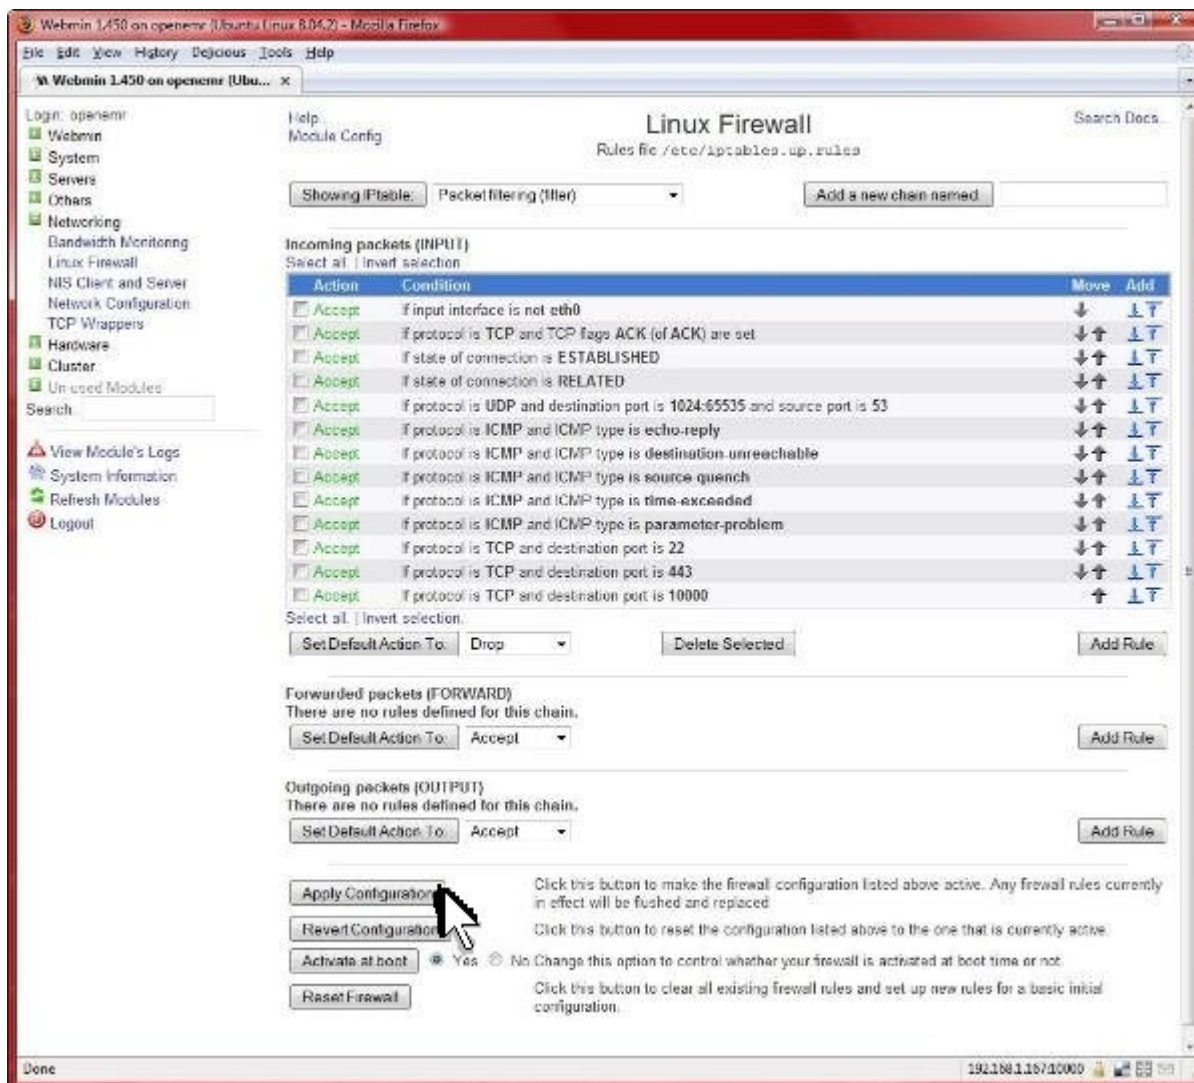 Webmin 1.450 on openemr (Ubuntu Linux 8.04.2) - Mozilla Firefox
File Edit View History Delicious Tools Help
Webmin 1.450 on openemr (Ubu... ×
Login: openemr
Webmin
System
Servers
Others
Networking
Bandwidth Monitoring
Linux Firewall
NIS Client and Server
Network Configuration
TCP Wrappers
Hardware
Cluster
Un-used Modules
Search:
View Module's Logs
System Information
Refresh Modules
Logout
Help..
Module Config
Linux Firewall
Rules file /etc/iptables.up.rules
Search Docs..
Showing IPtable: Packet filtering (filter) Add a new chain named:
Incoming packets (INPUT)
Select all. | Invert selection.
Action Condition Move Add
Accept If input interface is not eth0
Accept If protocol is TCP and TCP flags ACK (of ACK) are set
Accept If state of connection is ESTABLISHED
Accept If state of connection is RELATED
Accept If protocol is UDP and destination port is 1024:65535 and source port is 53
Accept If protocol is ICMP and ICMP type is echo-reply
Accept If protocol is ICMP and ICMP type is destination-unreachable
Accept If protocol is ICMP and ICMP type is source-quench
Accept If protocol is ICMP and ICMP type is time-exceeded
Accept If protocol is ICMP and ICMP type is parameter-problem
Accept If protocol is TCP and destination port is 22
Accept If protocol is TCP and destination port is 443
Accept If protocol is TCP and destination port is 10000
Select all. | Invert selection.
Set Default Action To: Drop Delete Selected Add Rule
Forwarded packets (FORWARD)
There are no rules defined for this chain.
Set Default Action To: Accept Add Rule
Outgoing packets (OUTPUT)
There are no rules defined for this chain.
Set Default Action To: Accept Add Rule
Apply Configuration Click this button to make the firewall configuration listed above active. Any firewall rules currently
in effect will be flushed and replaced
Revert Configuration Click this button to reset the configuration listed above to the one that is currently active.
Activate at boot Yes No Change this option to control whether your firewall is activated at boot time or not.
Reset Firewall Click this button to clear all existing firewall rules and set up new rules for a basic initial
configuration.
Done 192.168.1.167:10000